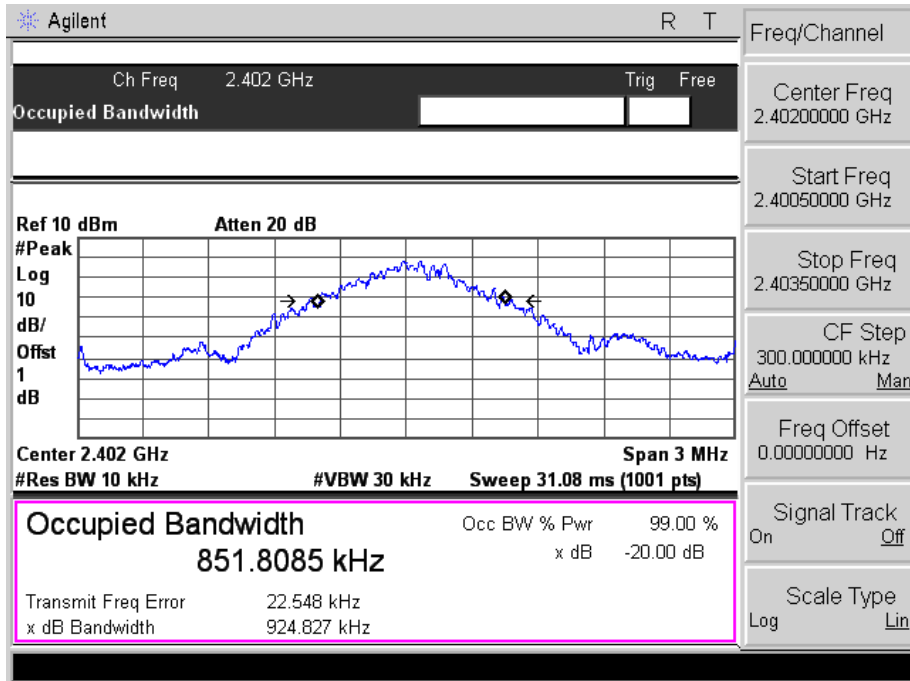 Agilent R T
Ch Freq 2.402 GHz Trig Free
Occupied Bandwidth
Ref 10 dBm Atten 20 dB
#Peak
Log
10
dB/
Offst
1
dB
Center 2.402 GHz Span 3 MHz
#Res BW 10 kHz #VBW 30 kHz Sweep 31.08 ms (1001 pts)
Occupied Bandwidth
851.8085 kHz
Occ BW % Pwr 99.00 %
x dB -20.00 dB
Transmit Freq Error 22.548 kHz
x dB Bandwidth 924.827 kHz
Freq/Channel
Center Freq
2.40200000 GHz
Start Freq
2.40050000 GHz
Stop Freq
2.40350000 GHz
CF Step
300.000000 kHz
Auto Man
Freq Offset
0.00000000 Hz
Signal Track
On Off
Scale Type
Log Lin